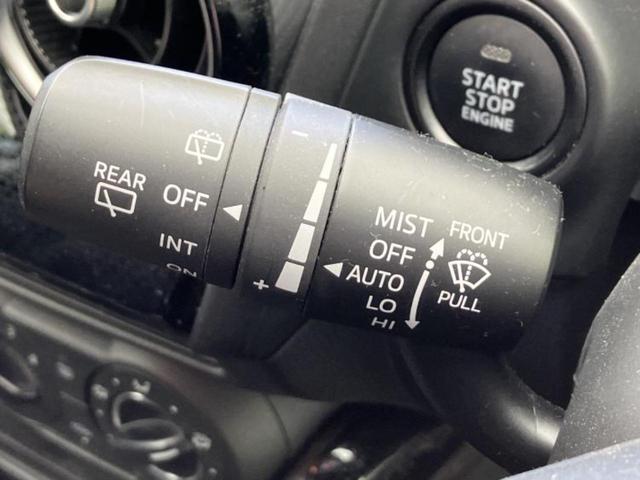 START
STOP
ENGINE
REAR
OFF
INT
ON
−
+
MIST
OFF
AUTO
LO
HI
FRONT
PULL